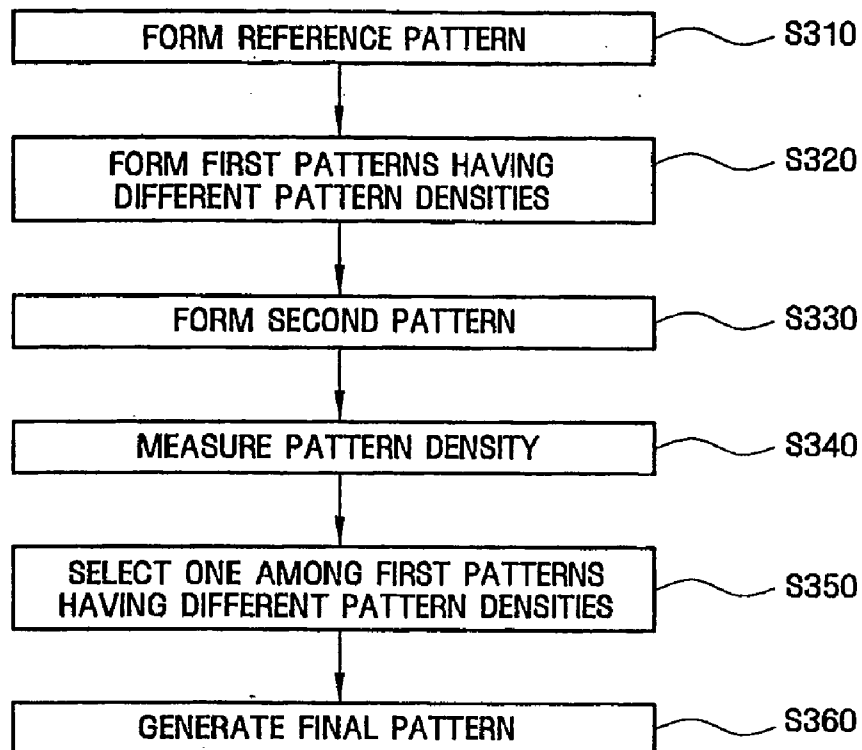 FORM REFERENCE PATTERN S310
FORM FIRST PATTERNS HAVING
DIFFERENT PATTERN DENSITIES S320
FORM SECOND PATTERN S330
MEASURE PATTERN DENSITY S340
SELECT ONE AMONG FIRST PATTERNS
HAVING DIFFERENT PATTERN DENSITIES S350
GENERATE FINAL PATTERN S360